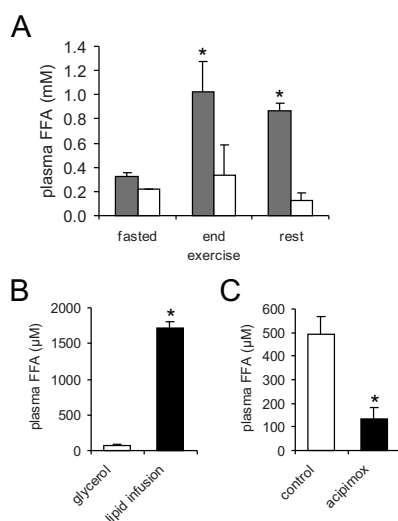 A
plasma FFA (mM)
1.4
1.2
1.0
0.8
0.6
0.4
0.2
0.0
*
*
fasted end rest
exercise
B
plasma FFA (µM)
2000
1500
1000
500
0
*
glycerol
lipid infusion
C
plasma FFA (µM)
600
500
400
300
200
100
0
*
control
acipimox